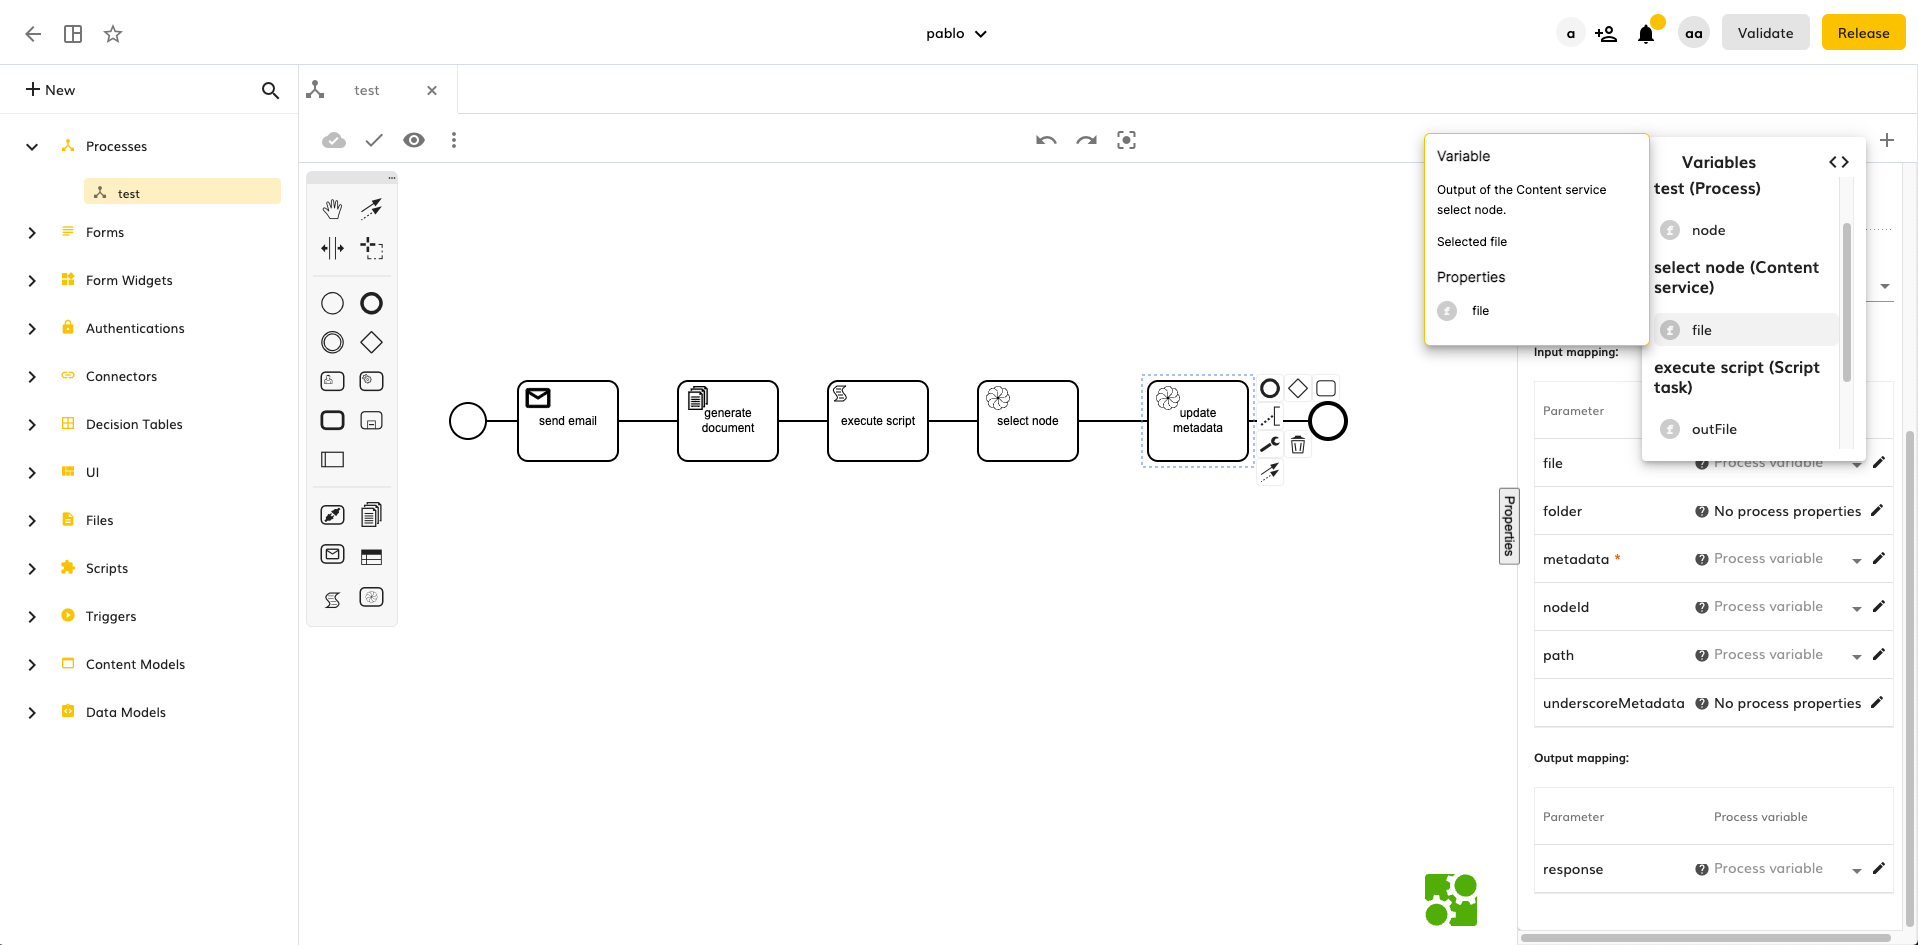 pablo
a
aa
Validate
Release
New
test
Processes
test
Forms
Form Widgets
Authentications
Connectors
Decision Tables
UI
Files
Scripts
Triggers
Content Models
Data Models
send email
generate
document
execute script
select node
update
metadata
Variable
Output of the Content service
select node.
Selected file
Properties
f file
Variables
test (Process)
f node
select node (Content
service)
f file
execute script (Script
task)
f outFile
Properties
Input mapping:
Parameter
file ? Process variable
folder ? No process properties
metadata * ? Process variable
nodeId ? Process variable
path ? Process variable
underscoreMetadata ? No process properties
Output mapping:
Parameter Process variable
response ? Process variable